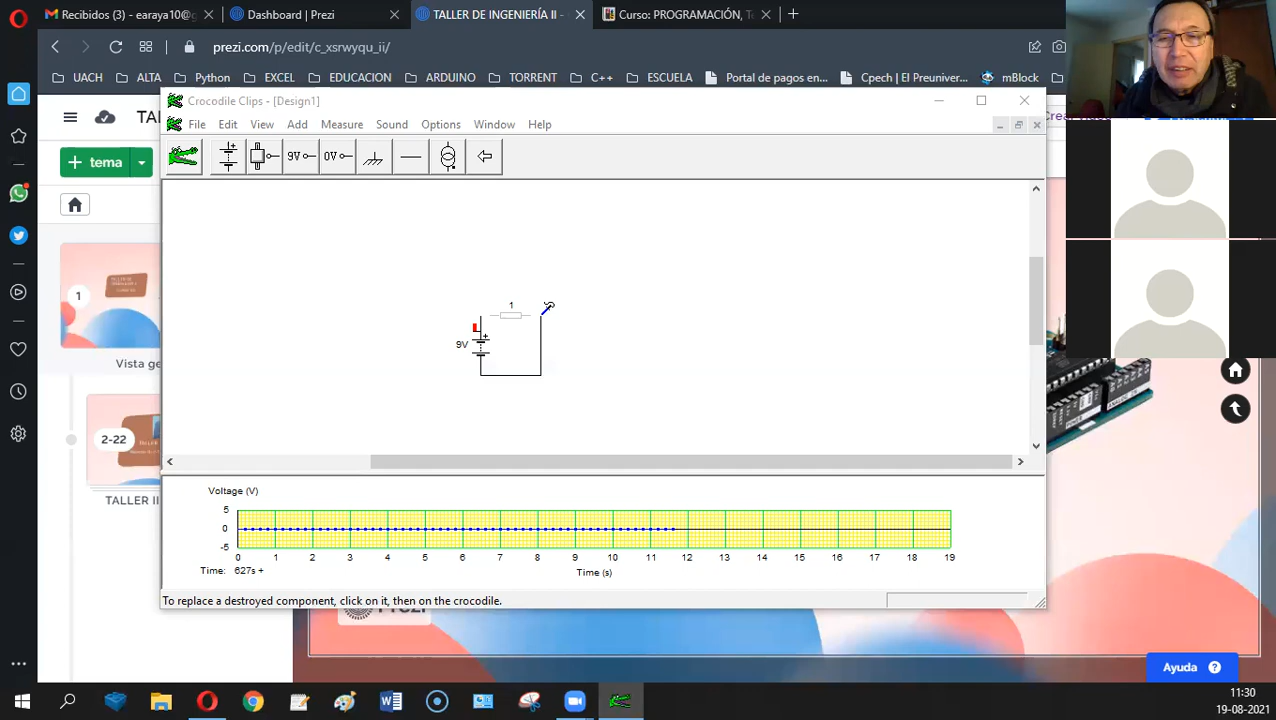 Recibidos (3) - earaya10@g
Dashboard | Prezi
TALLER DE INGENIERÍA II -
Curso: PROGRAMACIÓN, Te
prezi.com/p/edit/c_xsrwyqu_ii/
UACH
ALTA
Python
EXCEL
EDUCACION
ARDUINO
TORRENT
C++
ESCUELA
Portal de pagos en...
Cpech | El Preuniver...
mBlock
TA
Crocodile Clips - [Design1]
File Edit View Add Measure Sound Options Window Help
tema
9V
0V
1
Vista ge
2-22
TALLER II
1
9V
+
Voltage (V)
5
0
-5
0 1 2 3 4 5 6 7 8 9 10 11 12 13 14 15 16 17 18 19
Time: 627s +
Time (s)
To replace a destroyed component, click on it, then on the crocodile.
Ayuda
11:30
19-08-2021